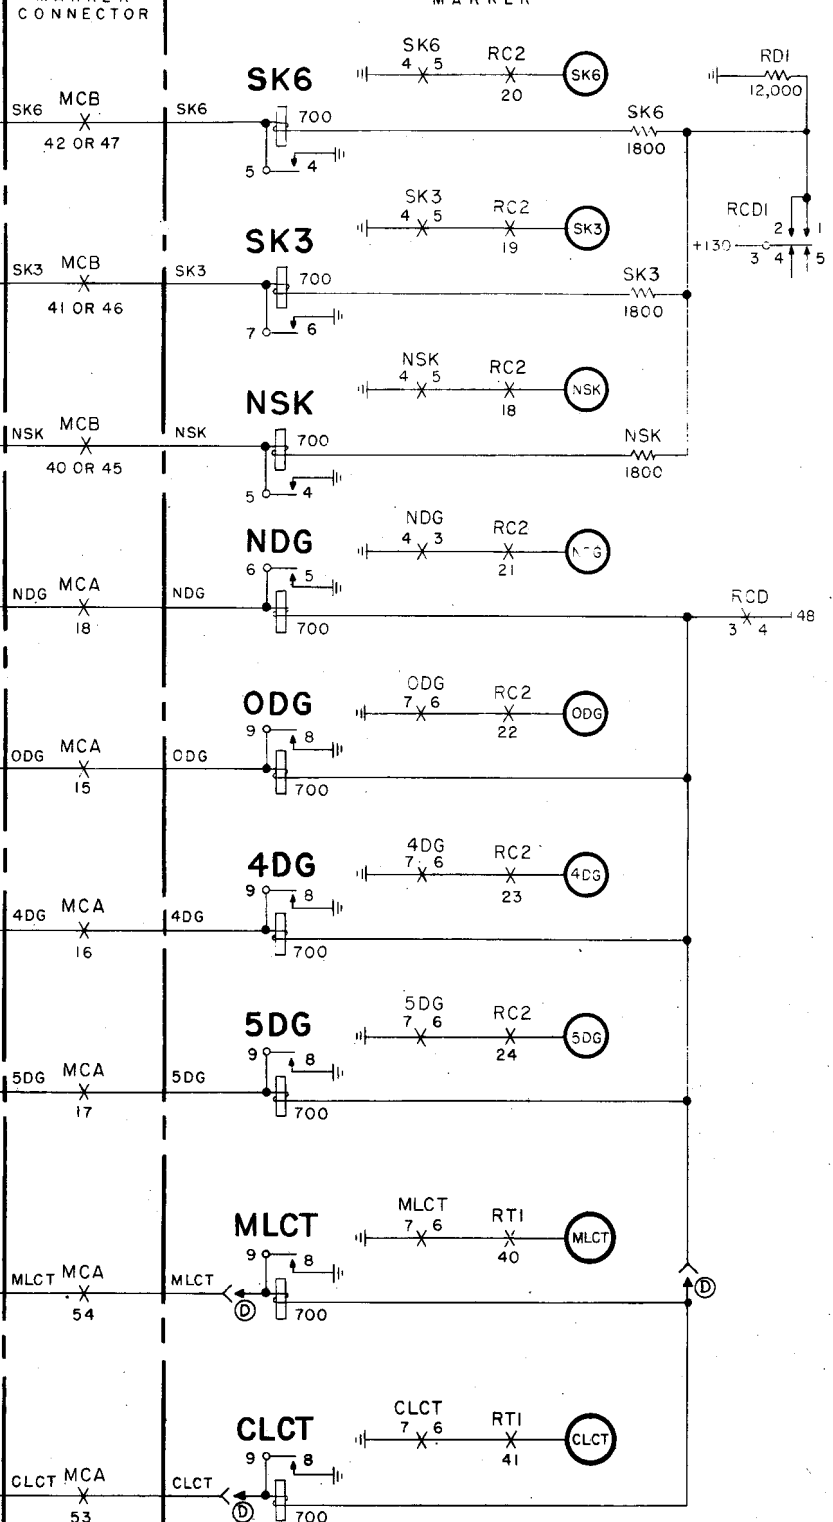 CONNECTOR
SK6
4 5
RC2
20
SK6
RD1
12,000
SK6
MCB
42 OR 47
SK6
SK6
700
5
4
SK6
1800
RCD1
2
1
+130
3
4
5
SK3
4 5
RC2
19
SK3
SK3
MCB
41 OR 46
SK3
SK3
700
7
6
SK3
1800
NSK
4 5
RC2
18
NSK
NSK
MCB
40 OR 45
NSK
NSK
700
5
4
NSK
1800
NDG
4 3
RC2
21
NDG
MCA
18
NDG
NDG
6
5
700
RCD
3 4
48
ODG
7 6
RC2
22
ODG
ODG
MCA
15
ODG
ODG
9
8
700
4DG
7 6
RC2
23
4DG
4DG
MCA
16
4DG
4DG
9
8
700
5DG
7 6
RC2
24
5DG
5DG
MCA
17
5DG
5DG
9
8
700
MLCT
7 6
RT1
40
MLCT
MLCT
MCA
54
MLCT
MLCT
9
8
D
700
D
CLCT
7 6
RT1
41
CLCT
CLCT
MCA
53
CLCT
CLCT
9
8
D
700